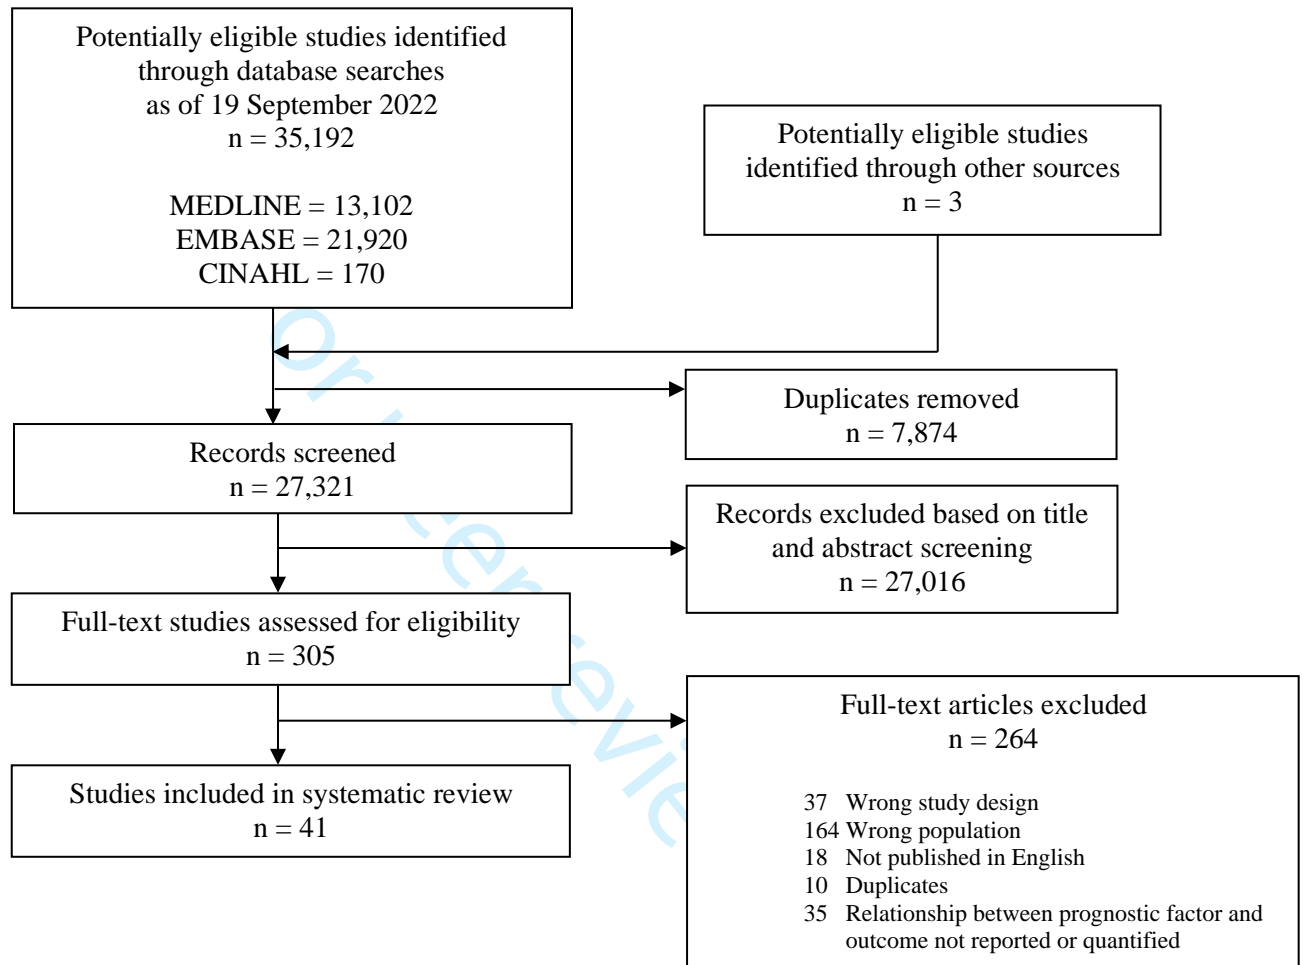 Potentially eligible studies identified
through database searches
as of 19 September 2022
n = 35,192
MEDLINE = 13,102
EMBASE = 21,920
CINAHL = 170
Potentially eligible studies
identified through other sources
n = 3
Duplicates removed
n = 7,874
Records screened
n = 27,321
Records excluded based on title
and abstract screening
n = 27,016
Full-text studies assessed for eligibility
n = 305
Full-text articles excluded
n = 264
37 Wrong study design
164 Wrong population
18 Not published in English
10 Duplicates
35 Relationship between prognostic factor and
outcome not reported or quantified
Studies included in systematic review
n = 41